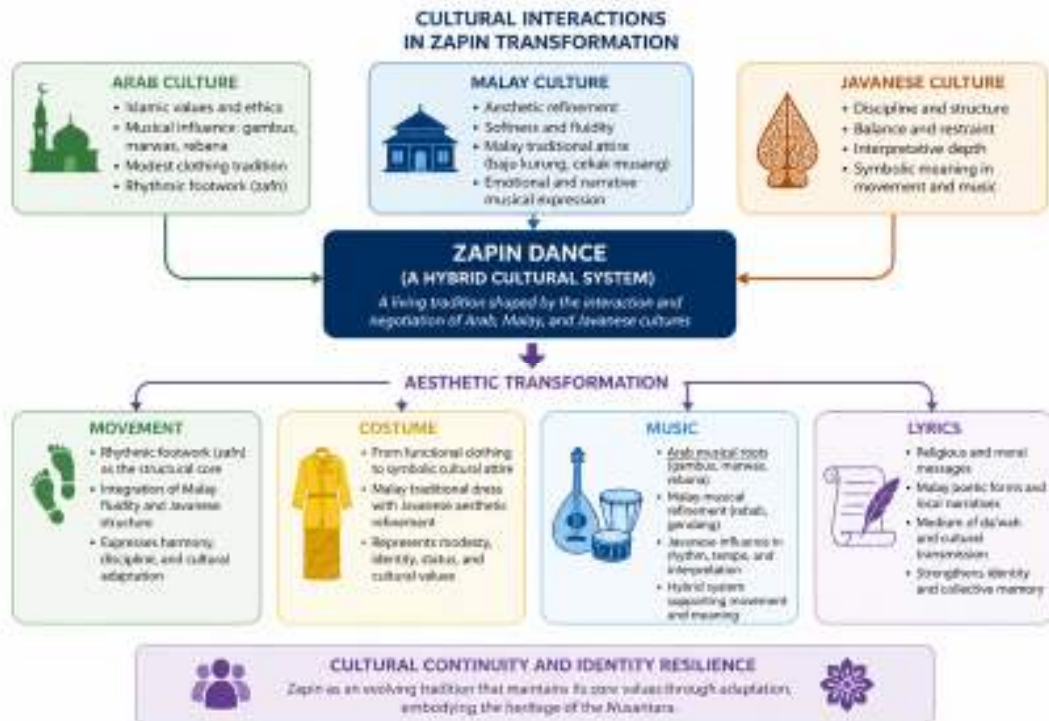 CULTURAL INTERACTIONS
IN ZAPIN TRANSFORMATION
ARAB CULTURE
• Islamic values and ethics
• Musical influence: gambus,
marwas, rebana
• Modest clothing tradition
• Rhythmic footwork (zafn)
MALAY CULTURE
• Aesthetic refinement
• Softness and fluidity
• Malay traditional attire
(baju kurung, cekak musang)
• Emotional and narrative
musical expression
JAVANESE CULTURE
• Discipline and structure
• Balance and restraint
• Interpretative depth
• Symbolic meaning in
movement and music
ZAPIN DANCE
(A HYBRID CULTURAL SYSTEM)
A living tradition shaped by the interaction and
negotiation of Arab, Malay, and Javanese cultures
AESTHETIC TRANSFORMATION
MOVEMENT
• Rhythmic footwork (zafn)
as the structural core
• Integration of Malay
fluidity and Javanese
structure
• Expresses harmony,
discipline, and cultural
adaptation
COSTUME
• From functional clothing
to symbolic cultural attire
• Malay traditional dress
with Javanese aesthetic
refinement
• Represents modesty,
identity, status, and
cultural values
MUSIC
• Arab musical roots
(gambus, marwas,
rebana)
• Malay musical
refinement (rebab,
gendang)
• Javanese influence in
rhythm, tempo, and
interpretation
• Hybrid system
supporting movement
and meaning
LYRICS
• Religious and moral
messages
• Malay poetic forms and
local narratives
• Medium of da'wah
and cultural
transmission
• Strengthens identity
and collective memory
CULTURAL CONTINUITY AND IDENTITY RESILIENCE
Zapin as an evolving tradition that maintains its core values through adaptation,
embodying the heritage of the Nusantara.